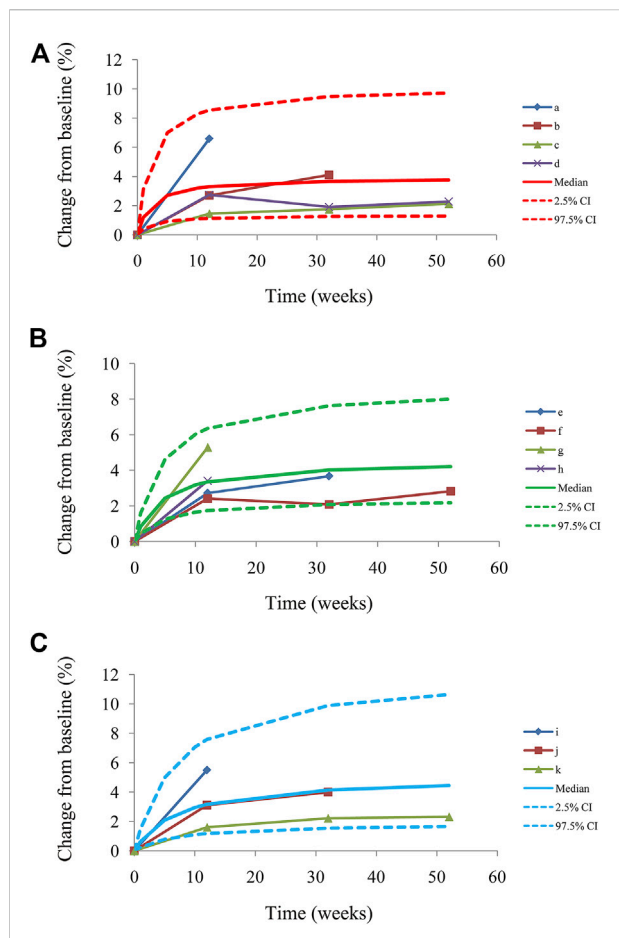 A
Change from baseline (%)
12
10
8
6
4
2
0
0 10 20 30 40 50 60
Time (weeks)
a
b
c
d
Median
2.5% CI
97.5% CI
B
Change from baseline (%)
10
8
6
4
2
0
0 10 20 30 40 50 60
Time (weeks)
e
f
g
h
Median
2.5% CI
97.5% CI
C
Change from baseline (%)
12
10
8
6
4
2
0
0 10 20 30 40 50 60
Time (weeks)
i
j
k
Median
2.5% CI
97.5% CI